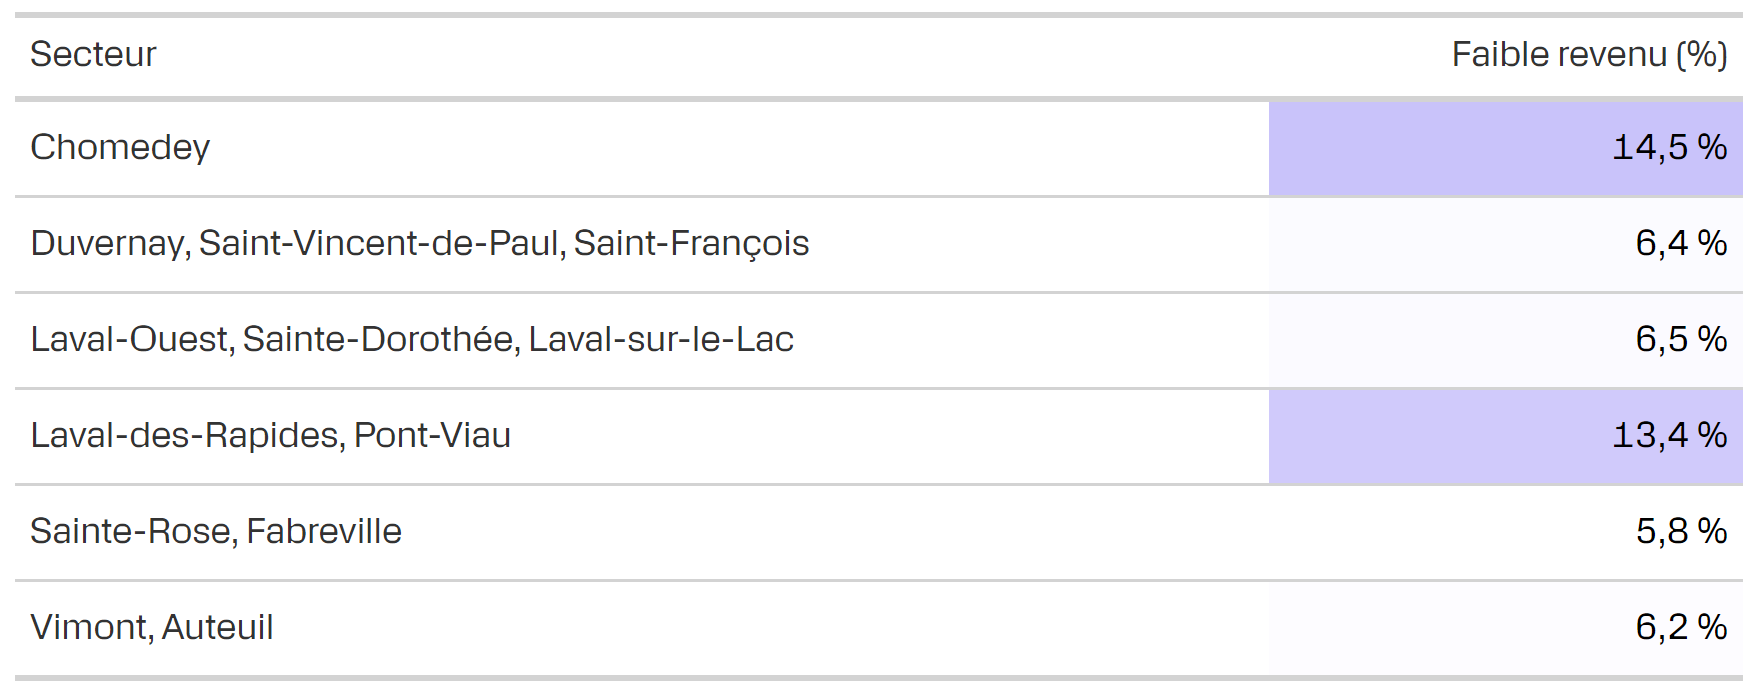 Secteur Faible revenu (%)
Chomedey 14,5 %
Duvernay, Saint-Vincent-de-Paul, Saint-François 6,4 %
Laval-Ouest, Sainte-Dorothée, Laval-sur-le-Lac 6,5 %
Laval-des-Rapides, Pont-Viau 13,4 %
Sainte-Rose, Fabreville 5,8 %
Vimont, Auteuil 6,2 %